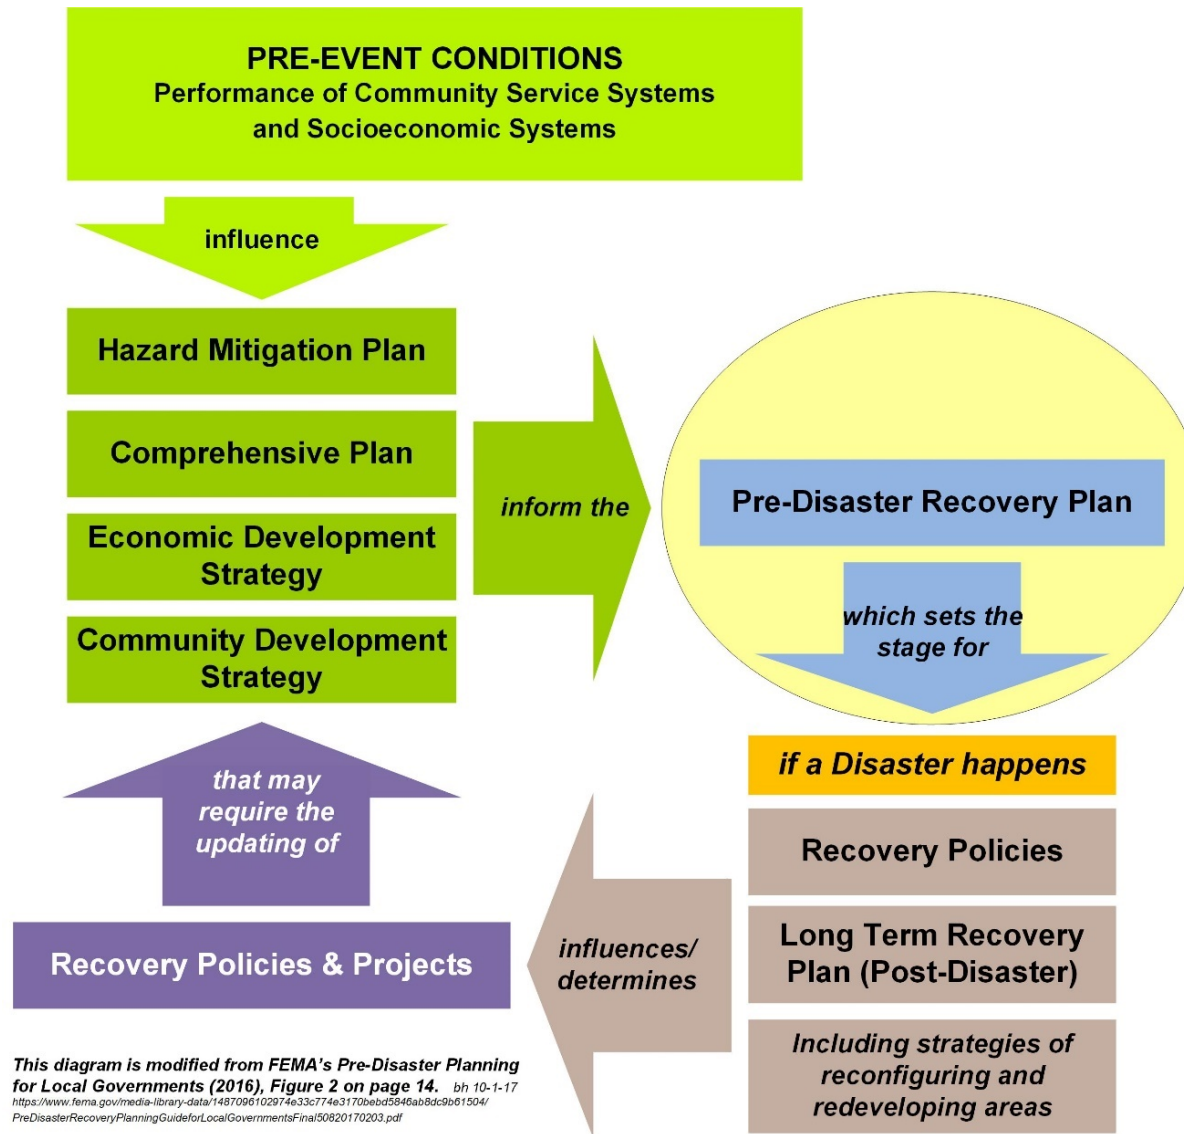 PRE-EVENT CONDITIONS
Performance of Community Service Systems
and Socioeconomic Systems
influence
Hazard Mitigation Plan
Comprehensive Plan
Economic Development
Strategy
Community Development
Strategy
inform the
Pre-Disaster Recovery Plan
which sets the
stage for
if a Disaster happens
Recovery Policies
Long Term Recovery
Plan (Post-Disaster)
Including strategies of
reconfiguring and
redeveloping areas
influences/
determines
Recovery Policies & Projects
that may
require the
updating of
This diagram is modified from FEMA's Pre-Disaster Planning
for Local Governments (2016), Figure 2 on page 14. bh 10-1-17
https://www.fema.gov/media-library-data/1487096102974e33c774e3170bebd5846ab8dc9b61504/
PreDisasterRecoveryPlanningGuideforLocalGovernmentsFinal50820170203.pdf